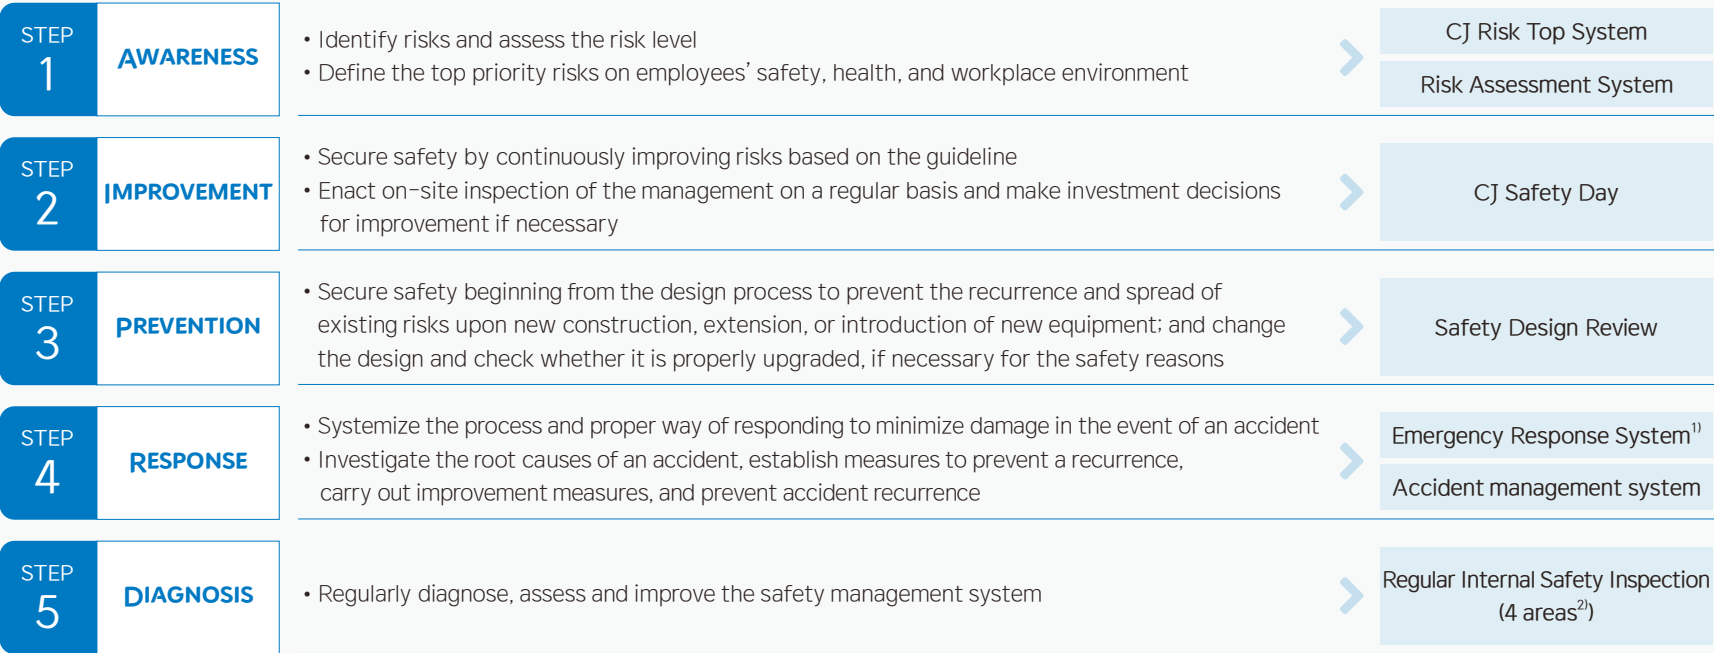 STEP
1
AWARENESS
• Identify risks and assess the risk level
• Define the top priority risks on employees’ safety, health, and workplace environment
CJ Risk Top System
Risk Assessment System
STEP
2
IMPROVEMENT
• Secure safety by continuously improving risks based on the guideline
• Enact on-site inspection of the management on a regular basis and make investment decisions
for improvement if necessary
CJ Safety Day
STEP
3
PREVENTION
• Secure safety beginning from the design process to prevent the recurrence and spread of
existing risks upon new construction, extension, or introduction of new equipment; and change
the design and check whether it is properly upgraded, if necessary for the safety reasons
Safety Design Review
STEP
4
RESPONSE
• Systemize the process and proper way of responding to minimize damage in the event of an accident
• Investigate the root causes of an accident, establish measures to prevent a recurrence,
carry out improvement measures, and prevent accident recurrence
Emergency Response System1)
Accident management system
STEP
5
DIAGNOSIS
• Regularly diagnose, assess and improve the safety management system
Regular Internal Safety Inspection
(4 areas2))